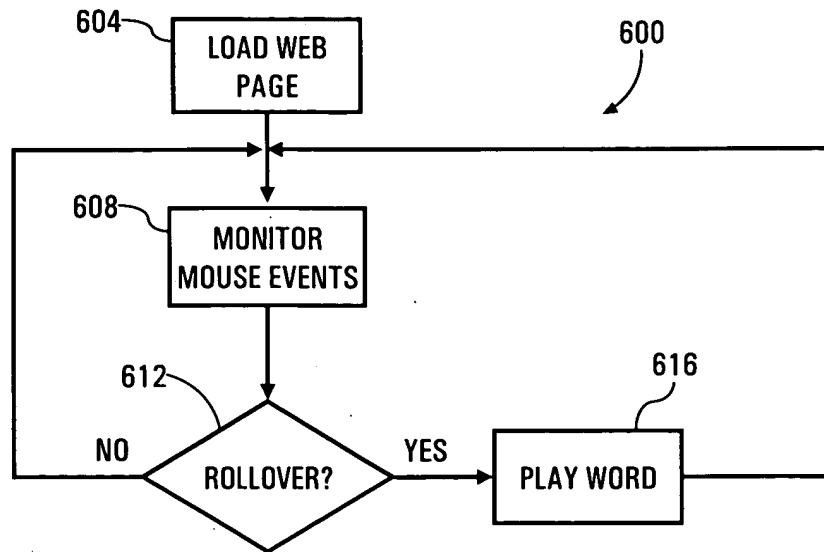 604
LOAD WEB
PAGE
600
608
MONITOR
MOUSE EVENTS
612
616
NO
ROLLOVER?
YES
PLAY WORD